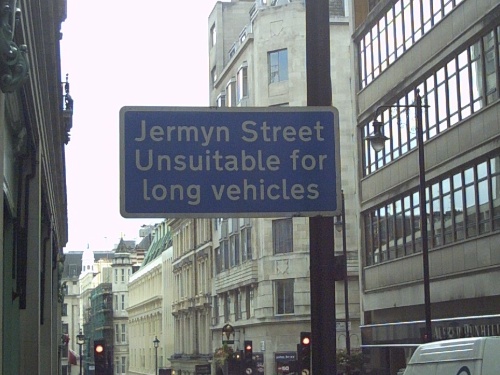 Jermyn Street
Unsuitable for
long vehicles